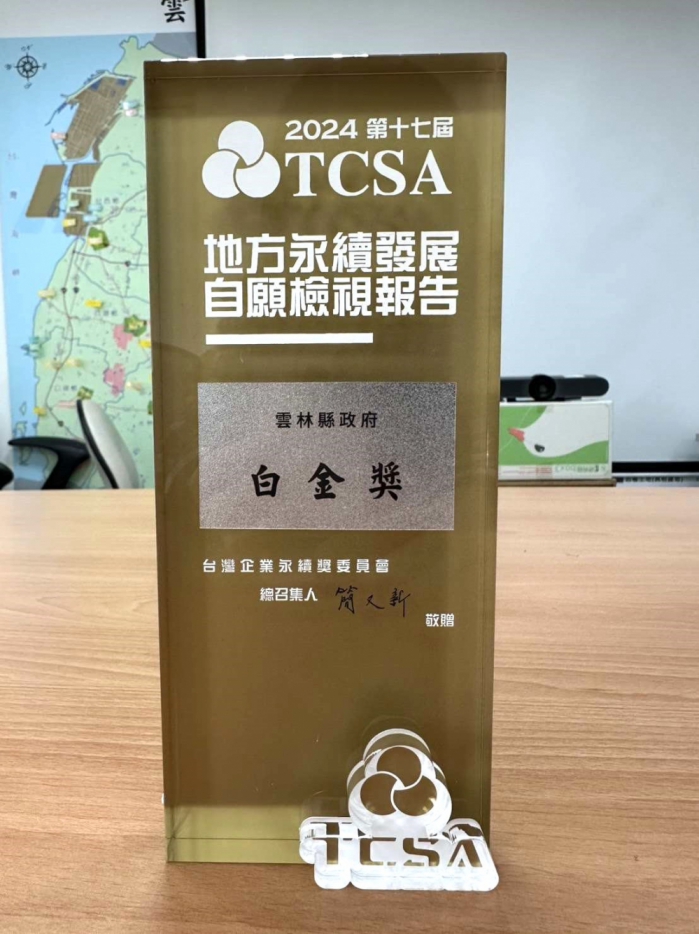 雲
2024 第十七屆
TCSA
地方永續發展
自願檢視報告
雲林縣政府
白金獎
台灣企業永續獎委員會
總召集人 簡又新
敬贈
TCSA